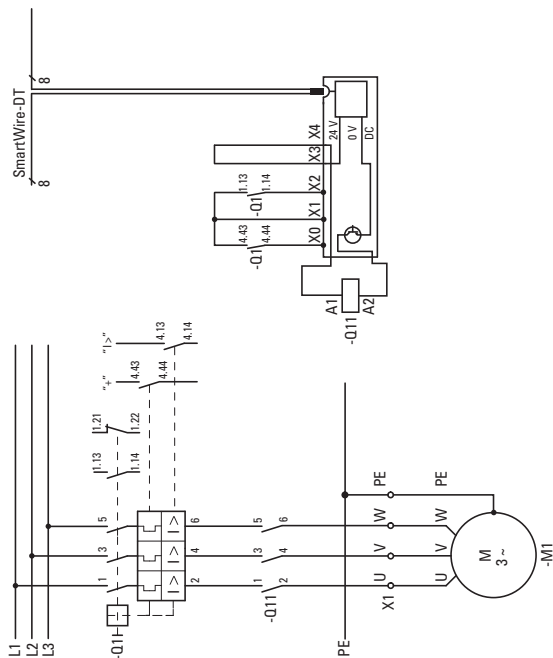 SmartWire-DT
8
8
L1
L2
L3
-Q1
1
3
5
2
4
6
1.13
1.14
1.21
1.22
"+"
4.43
4.44
"I >"
4.13
4.14
I>
I>
I>
-Q11
1
2
3
4
5
6
PE
X1
U
V
W
PE
U
V
W
PE
M
3 ~
-M1
-Q1
4.43
4.44
-Q1
1.13
1.14
X0
X1
X2
X3
X4
24 V
0 V
DC
A1
A2
-Q11